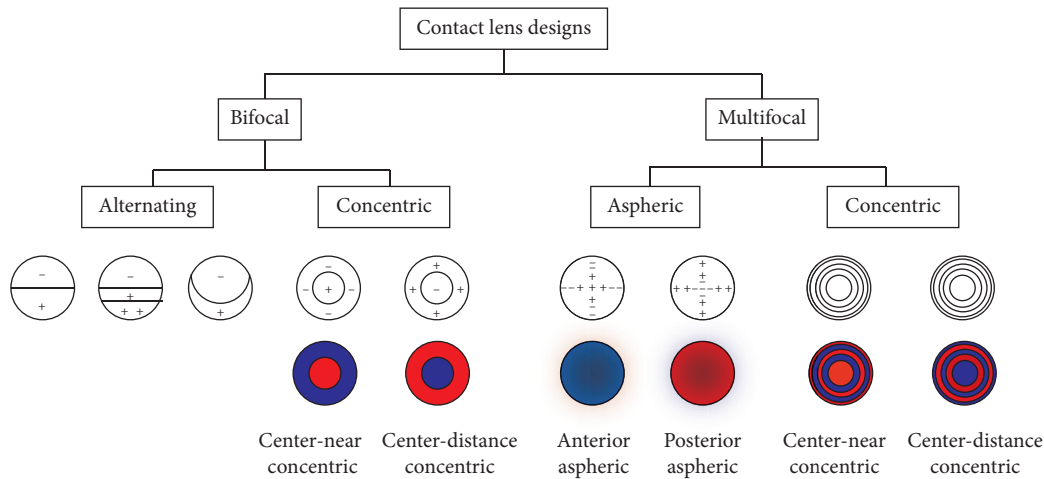 Contact lens designs
Bifocal
Multifocal
Alternating
Concentric
Aspheric
Concentric
Center-near
concentric
Center-distance
concentric
Anterior
aspheric
Posterior
aspheric
Center-near
concentric
Center-distance
concentric